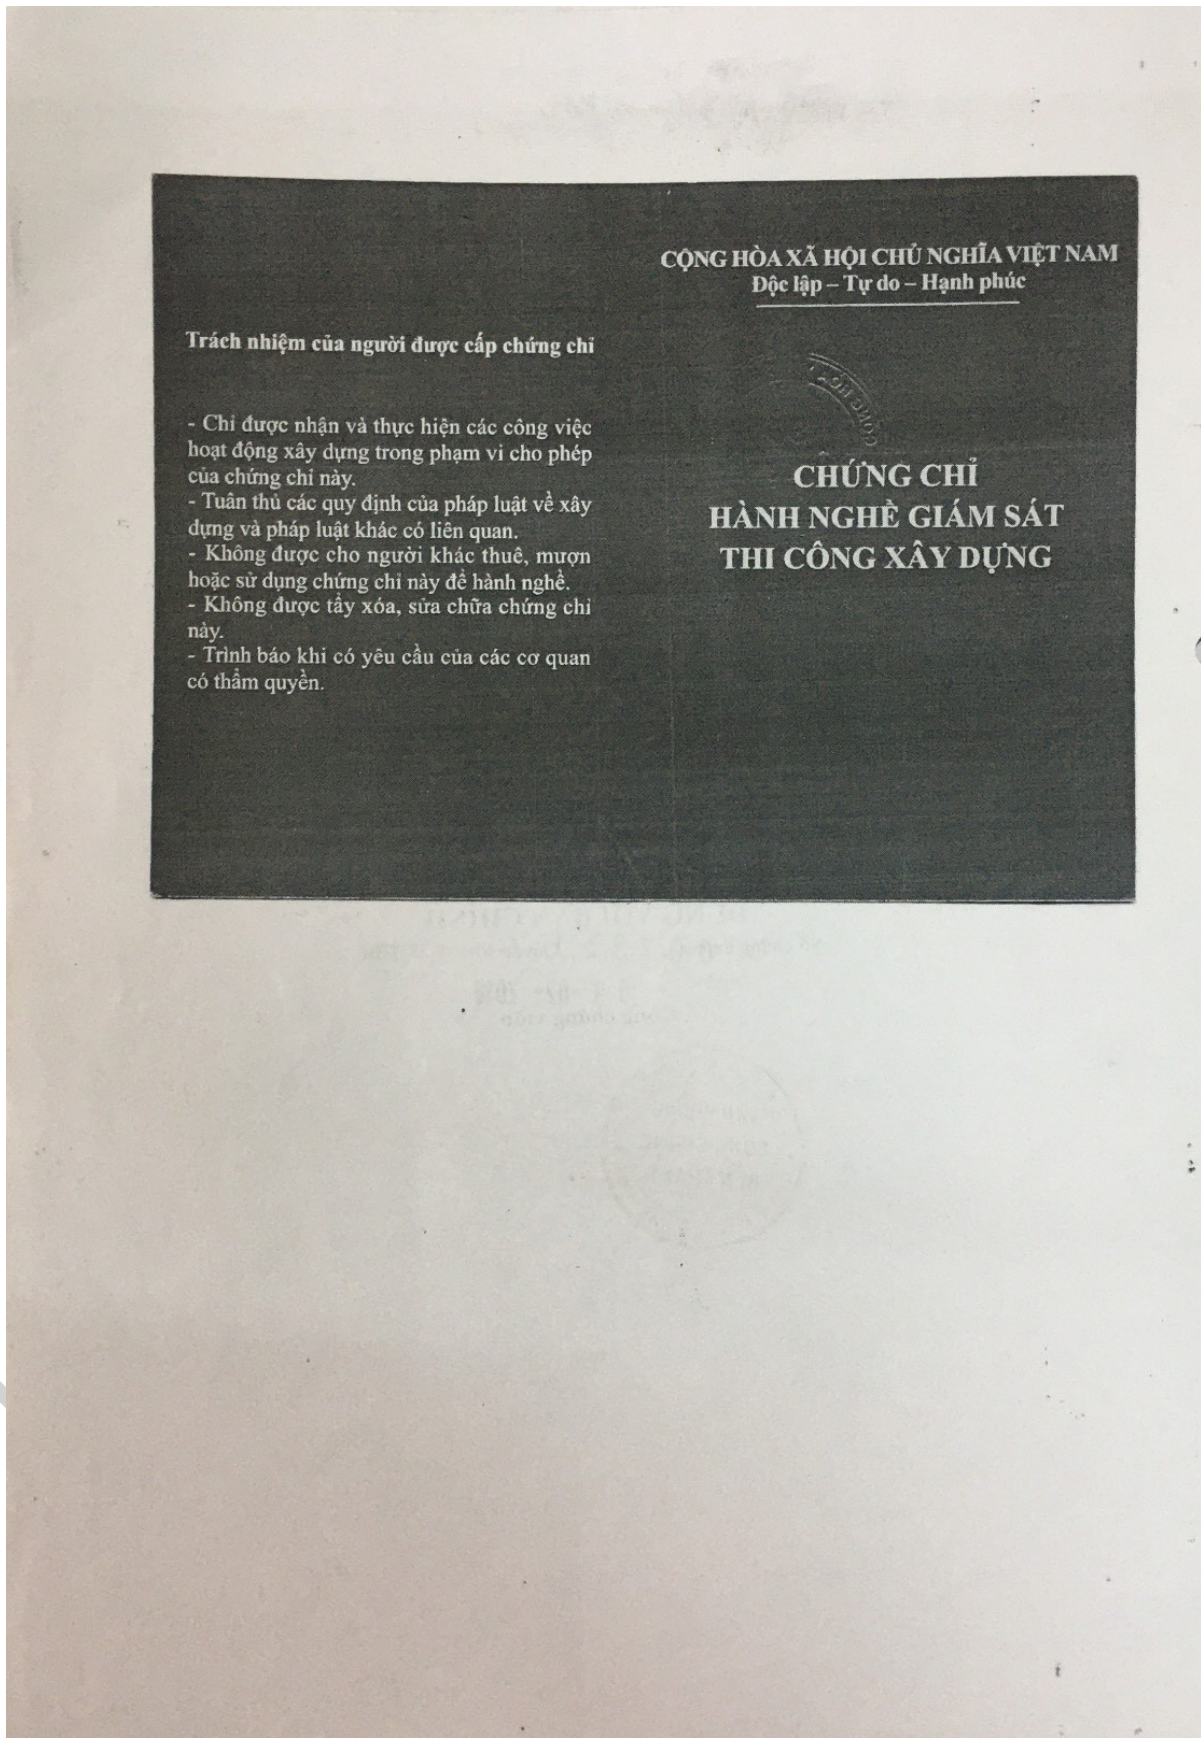 Trách nhiệm của người được cấp chứng chỉ
- Chỉ được nhận và thực hiện các công việc
hoạt động xây dựng trong phạm vi cho phép
của chứng chỉ này.
- Tuân thủ các quy định của pháp luật về xây
dựng và pháp luật khác có liên quan.
- Không được cho người khác thuê, mượn
hoặc sử dụng chứng chỉ này để hành nghề.
- Không được tẩy xóa, sửa chữa chứng chỉ
này.
- Trình báo khi có yêu cầu của các cơ quan
có thẩm quyền.
CỘNG HÒA XÃ HỘI CHỦ NGHĨA VIỆT NAM
Độc lập – Tự do – Hạnh phúc
CHỨNG CHỈ
HÀNH NGHỀ GIÁM SÁT
THI CÔNG XÂY DỰNG